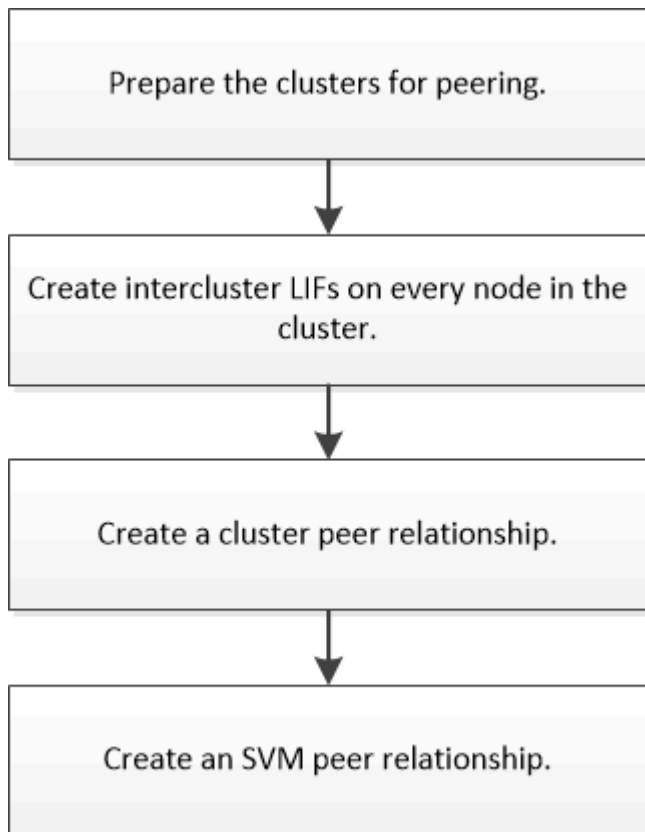 Prepare the clusters for peering.
Create intercluster LIFs on every node in the
cluster.
Create a cluster peer relationship.
Create an SVM peer relationship.